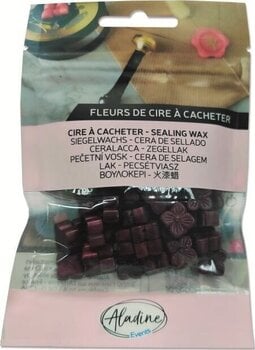 FLEURS DE CIRE À CACHETER
CIRE À CACHETER - SEALING WAX
SIEGELWACHS - CERA DE SELLADO
CERALACCA - ZEGELLAK
PEČETNÍ VOSK - CERA DE SELAGEM
LAK - PECSÉTVIASZ
ΒΟΥΛΟΚΕΡΙ - 火漆蜡
Aladine
Events